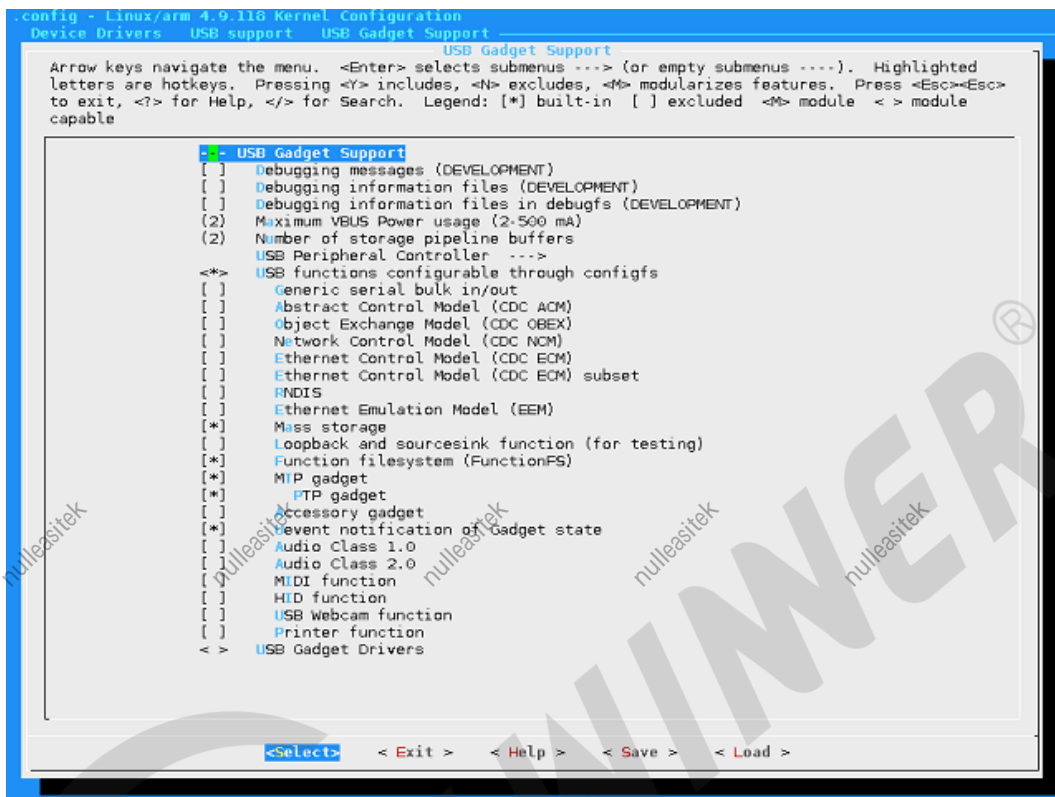 .config - Linux/arm 4.9.118 Kernel Configuration
Device Drivers USB support USB Gadget Support
USB Gadget Support
Arrow keys navigate the menu. <Enter> selects submenus ---> (or empty submenus ----). Highlighted
letters are hotkeys. Pressing <Y> includes, <N> excludes, <M> modularizes features. Press <Esc><Esc>
to exit, <?> for Help, </> for Search. Legend: [*] built-in [ ] excluded <M> module < > module
capable
--- USB Gadget Support
[ ] Debugging messages (DEVELOPMENT)
[ ] Debugging information files (DEVELOPMENT)
[ ] Debugging information files in debugfs (DEVELOPMENT)
(2) Maximum VBUS Power usage (2-500 mA)
(2) Number of storage pipeline buffers
USB Peripheral Controller --->
<*> USB functions configurable through configfs
[ ] Generic serial bulk in/out
[ ] Abstract Control Model (CDC ACM)
[ ] Object Exchange Model (CDC OBEX)
[ ] Network Control Model (CDC NCM)
[ ] Ethernet Control Model (CDC ECM)
[ ] Ethernet Control Model (CDC ECM) subset
[ ] RNDIS
[ ] Ethernet Emulation Model (EEM)
[*] Mass storage
[ ] Loopback and sourcesink function (for testing)
[*] Function filesystem (FunctionFS)
[*] MTP gadget
[*] PTP gadget
[ ] Accessory gadget
[*] Uevent notification of Gadget state
[ ] Audio Class 1.0
[ ] Audio Class 2.0
[ ] MIDI function
[ ] HID function
[ ] USB Webcam function
[ ] Printer function
< > USB Gadget Drivers
<Select> < Exit > < Help > < Save > < Load >
nulleasitek nulleasitek nulleasitek nulleasitek nulleasitek
WINNER
®